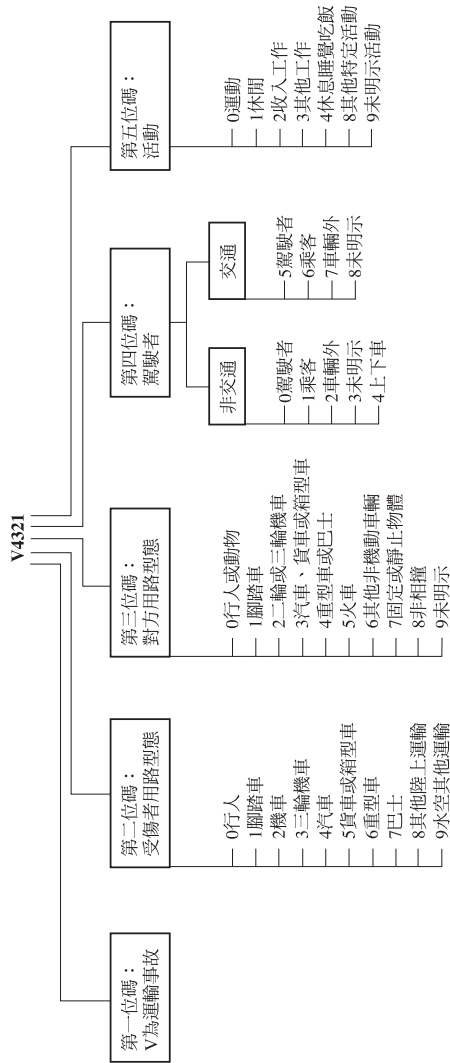 V4321
第一位碼：
V為運輸事故
第二位碼：
受傷者用路型態
0行人
1腳踏車
2機車
3三輪機車
4汽車
5貨車或箱型車
6重型車
7巴士
8其他陸上運輸
9水空其他運輸
第三位碼：
對方用路型態
0行人或動物
1腳踏車
2二輪或三輪機車
3汽車、貨車或箱型車
4重型車或巴士
5火車
6其他非機動車輛
7固定或靜止物體
8非相撞
9未明示
第四位碼：
駕駛者
非交通
0駕駛者
1乘客
2車輛外
3未明示
4上下車
交通
5駕駛者
6乘客
7車輛外
8未明示
第五位碼：
活動
0運動
1休閒
2收入工作
3其他工作
4休息睡覺吃飯
8其他特定活動
9未明示活動